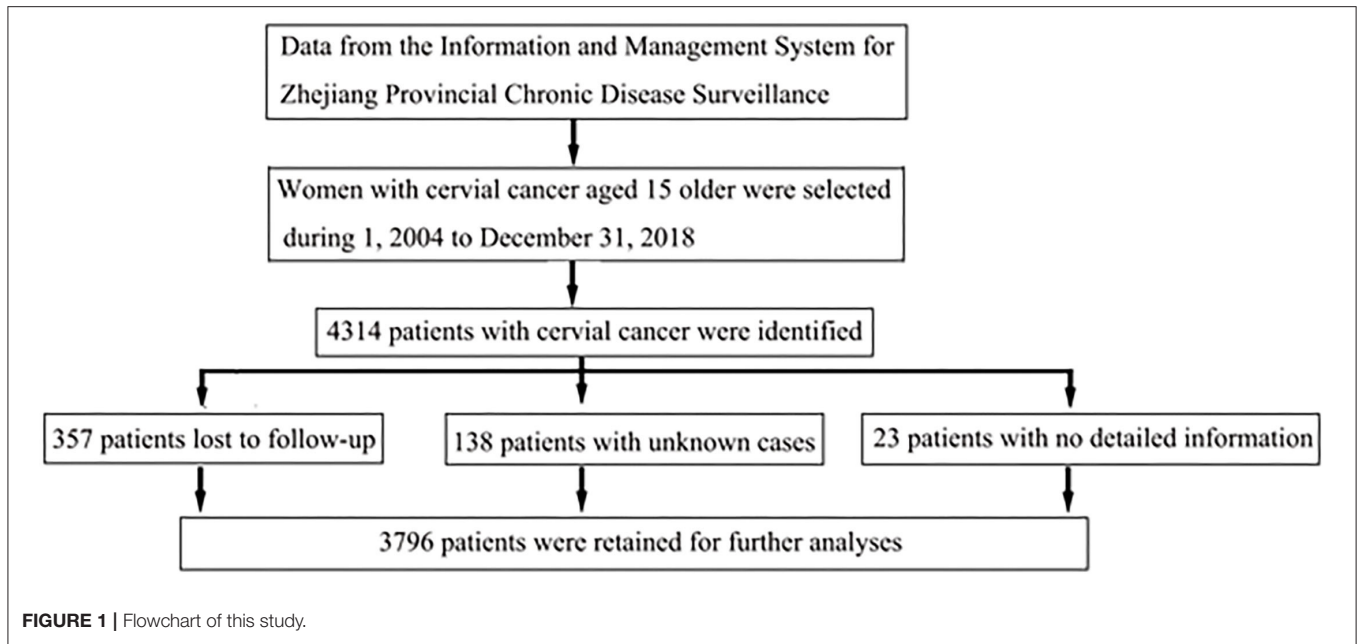 Data from the Information and Management System for
Zhejiang Provincial Chronic Disease Surveillance
Women with cervial cancer aged 15 older were selected
during 1, 2004 to December 31, 2018
4314 patients with cervial cancer were identified
357 patients lost to follow-up
138 patients with unknown cases
23 patients with no detailed information
3796 patients were retained for further analyses
FIGURE 1 | Flowchart of this study.